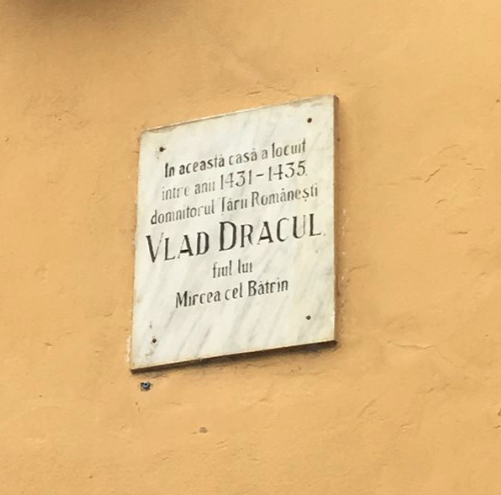 In această casă a locuit
între anii 1431-1435
domnitorul Țării Românești
VLAD DRACUL
fiul lui
Mircea cel Bătrîn